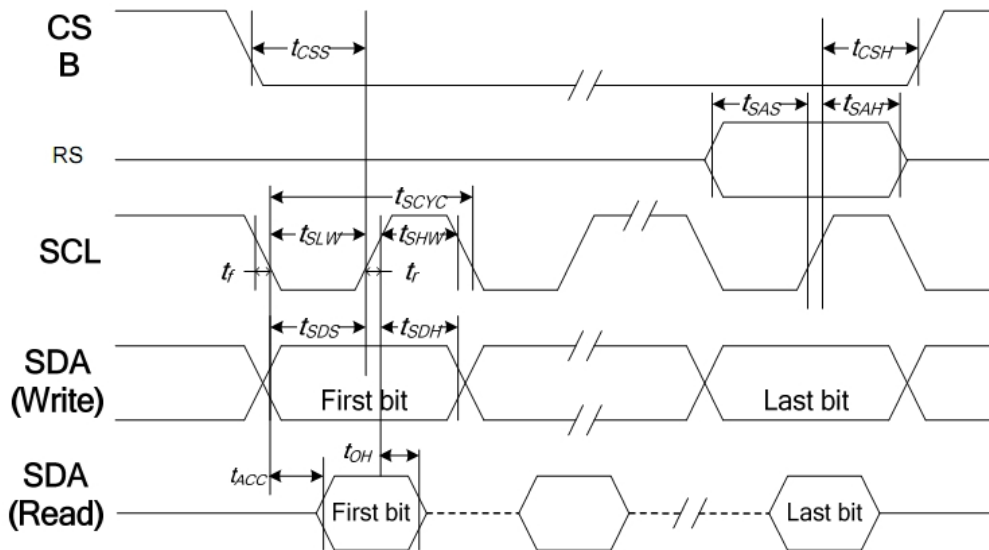 CS
B
tCSS
tCSH
tSAS
tSAH
RS
tSCYC
SCL
tSLW
tSHW
tf
tr
tSDS
tSDH
SDA
(Write)
First bit
Last bit
tOH
tACC
SDA
(Read)
First bit
Last bit